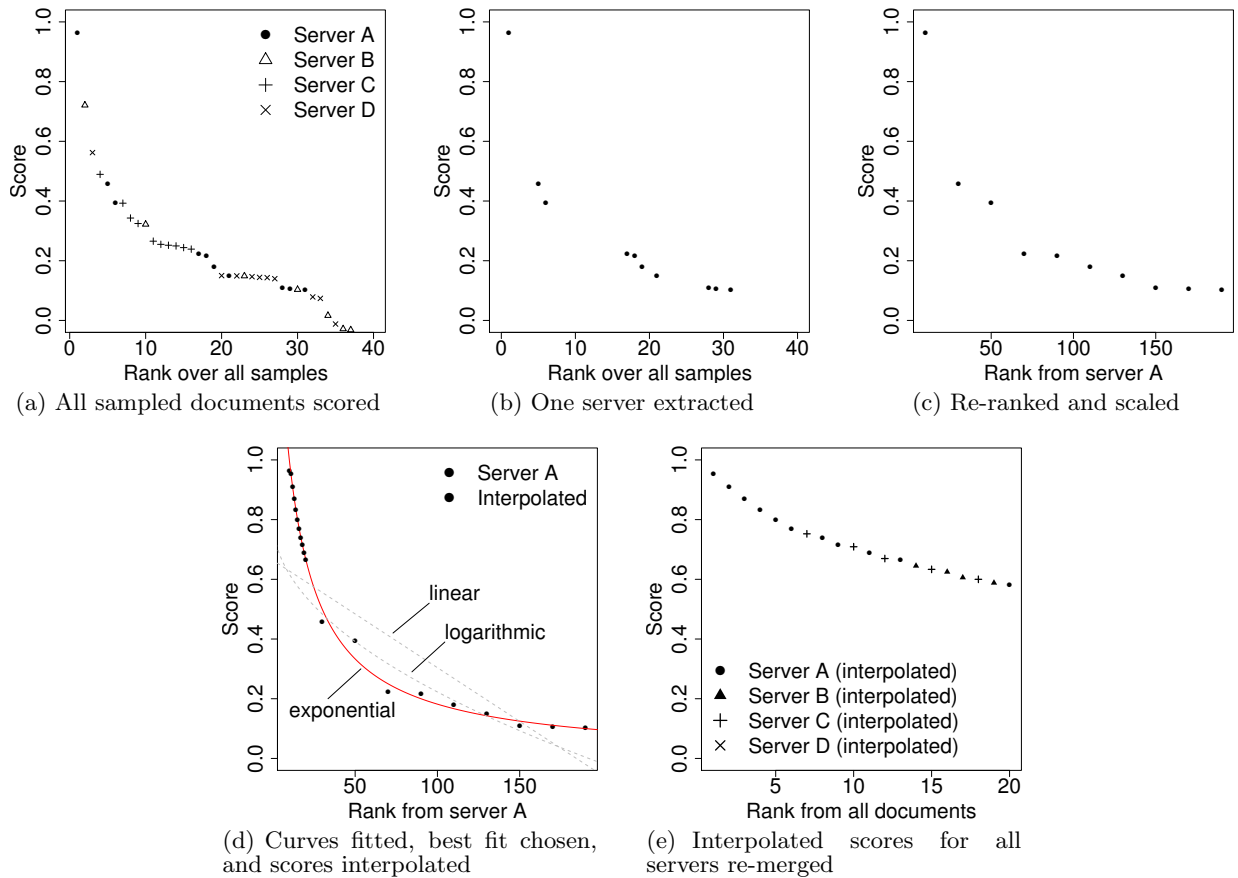 Score
0.0 0.2 0.4 0.6 0.8 1.0
Server A
Server B
Server C
Server D
0 10 20 30 40
Rank over all samples
(a) All sampled documents scored
Score
0.0 0.2 0.4 0.6 0.8 1.0
0 10 20 30 40
Rank over all samples
(b) One server extracted
Score
0.0 0.2 0.4 0.6 0.8 1.0
50 100 150
Rank from server A
(c) Re-ranked and scaled
Score
0.0 0.2 0.4 0.6 0.8 1.0
Server A
Interpolated
linear
logarithmic
exponential
50 100 150
Rank from server A
(d) Curves fitted, best fit chosen,
and scores interpolated
Score
0.0 0.2 0.4 0.6 0.8 1.0
Server A (interpolated)
Server B (interpolated)
Server C (interpolated)
Server D (interpolated)
5 10 15 20
Rank from all documents
(e) Interpolated scores for all
servers re-merged